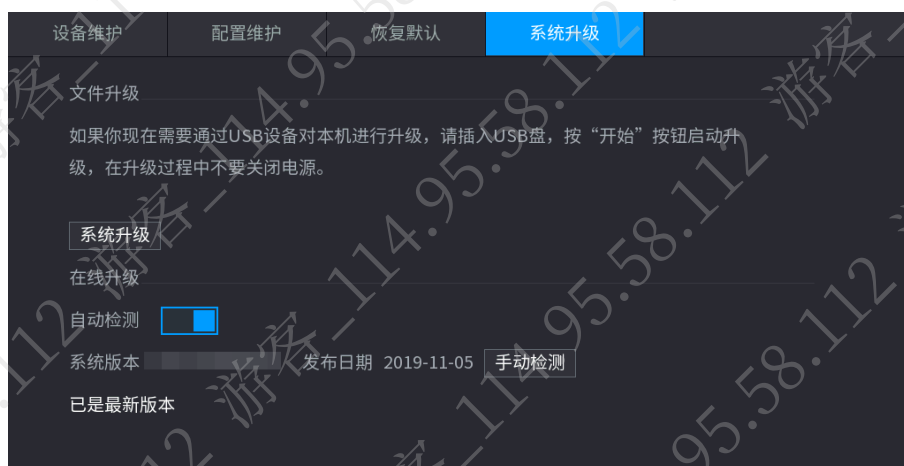 设备维护 配置维护 恢复默认 系统升级
文件升级
如果你现在需要通过USB设备对本机进行升级，请插入USB盘，按“开始”按钮启动升
级，在升级过程中不要关闭电源。
系统升级
在线升级
自动检测
系统版本 发布日期 2019-11-05 手动检测
已是最新版本
游客_114.95.58.112